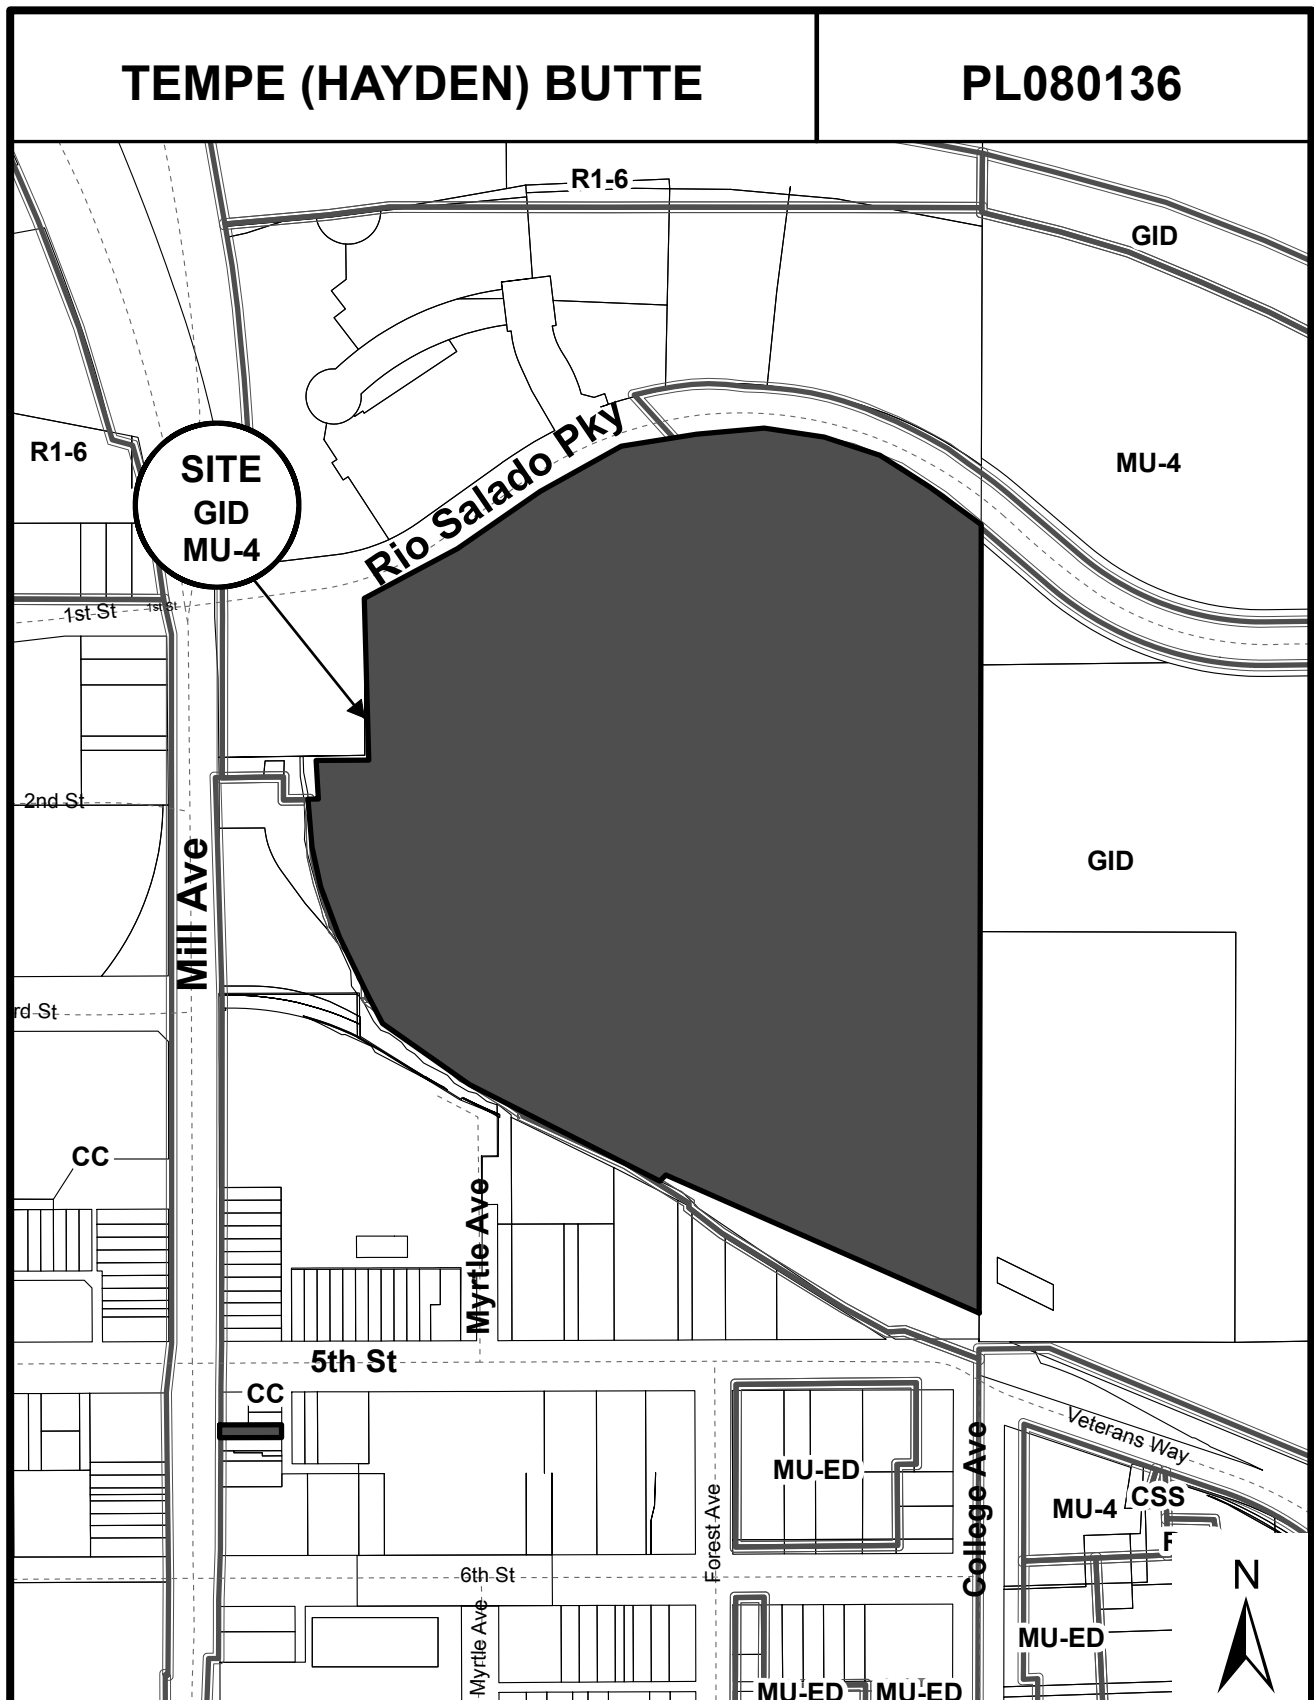 TEMPE (HAYDEN) BUTTE
PL080136
R1-6
GID
R1-6
SITE
GID
MU-4
Rio Salado Pky
MU-4
1st St
1st St
2nd St
Mill Ave
GID
rd St
CC
Myrtle Ave
5th St
CC
Veterans Way
MU-ED
College Ave
Forest Ave
MU-4
CSS
6th St
N
Myrtle Ave
MU-ED
MU-ED
MU-ED